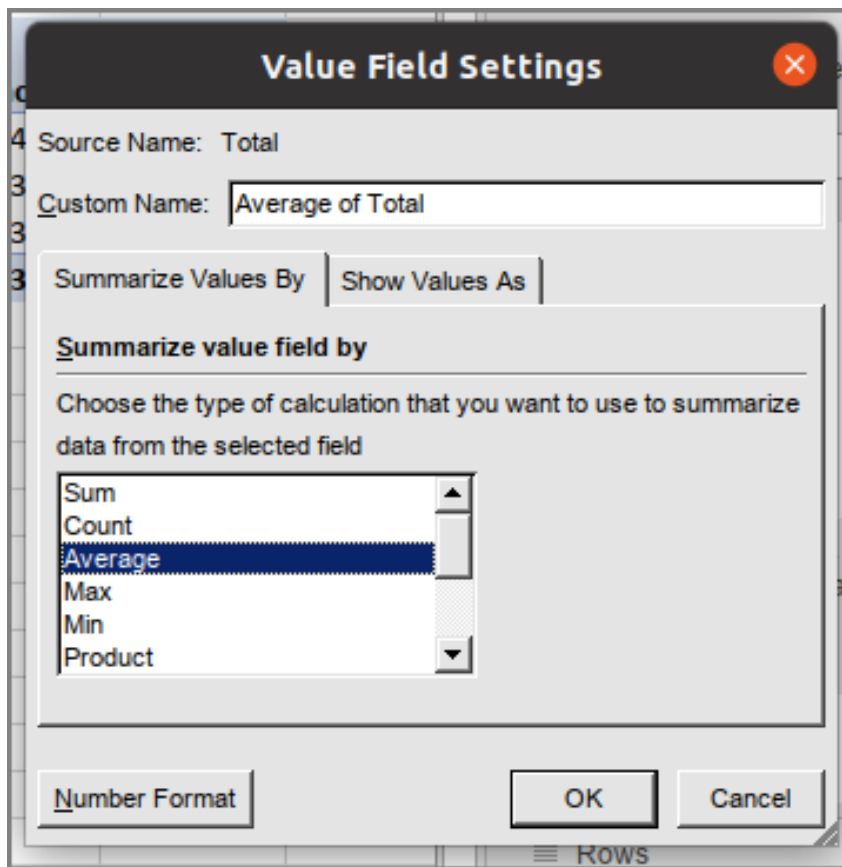 Value Field Settings
Source Name: Total
Custom Name: Average of Total
Summarize Values By Show Values As
Summarize value field by
Choose the type of calculation that you want to use to summarize
data from the selected field
Sum
Count
Average
Max
Min
Product
Number Format OK Cancel
Rows